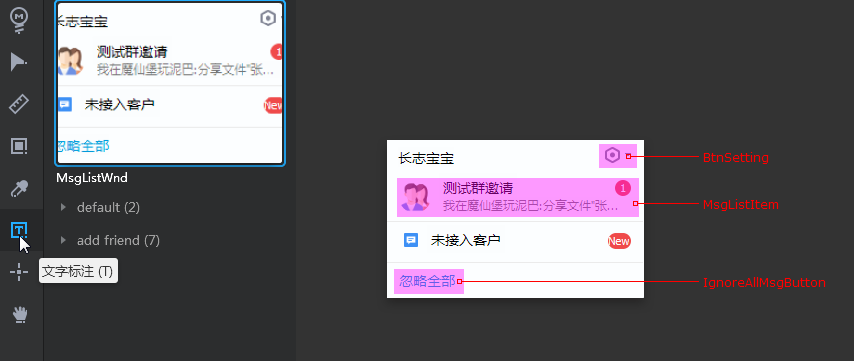 长志宝宝
测试群邀请
1
我在魔仙堡玩泥巴:分享文件"张...
未接入客户
New
忽略全部
MsgListWnd
default (2)
add friend (7)
文字标注 (T)
长志宝宝
测试群邀请
1
我在魔仙堡玩泥巴:分享文件"张...
未接入客户
New
忽略全部
BtnSetting
MsgListItem
IgnoreAllMsgButton